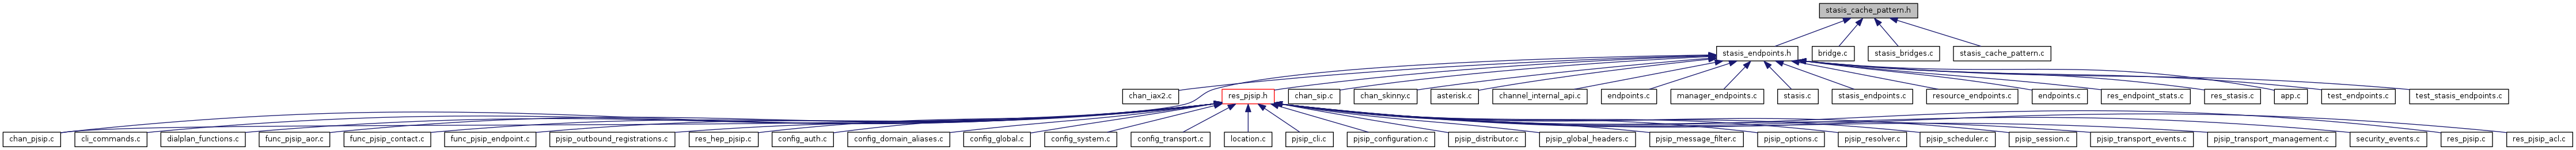 stasis_cache_pattern.h
stasis_endpoints.h
bridge.c
stasis_bridges.c
stasis_cache_pattern.c
chan_iax2.c
res_pjsip.h
chan_sip.c
chan_skinny.c
asterisk.c
channel_internal_api.c
endpoints.c
manager_endpoints.c
stasis.c
stasis_endpoints.c
resource_endpoints.c
endpoints.c
res_endpoint_stats.c
res_stasis.c
app.c
test_endpoints.c
test_stasis_endpoints.c
chan_pjsip.c
cli_commands.c
dialplan_functions.c
func_pjsip_aor.c
func_pjsip_contact.c
func_pjsip_endpoint.c
pjsip_outbound_registrations.c
res_hep_pjsip.c
config_auth.c
config_domain_aliases.c
config_global.c
config_system.c
config_transport.c
location.c
pjsip_cli.c
pjsip_configuration.c
pjsip_distributor.c
pjsip_global_headers.c
pjsip_message_filter.c
pjsip_options.c
pjsip_resolver.c
pjsip_scheduler.c
pjsip_session.c
pjsip_transport_events.c
pjsip_transport_management.c
security_events.c
res_pjsip.c
res_pjsip_acl.c